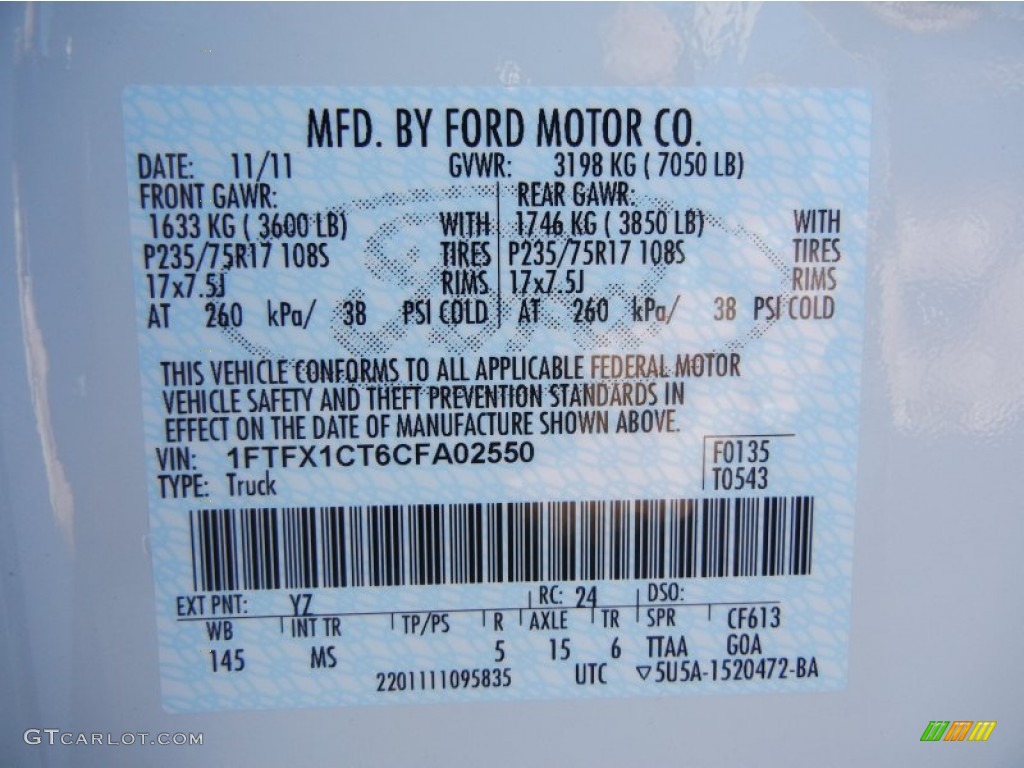 MFD. BY FORD MOTOR CO.
DATE: 11/11 GVWR: 3198 KG ( 7050 LB)
FRONT GAWR: REAR GAWR:
1633 KG ( 3600 LB) WITH 1746 KG ( 3850 LB) WITH
P235/75R17 108S TIRES P235/75R17 108S TIRES
17x7.5J RIMS 17x7.5J RIMS
AT 260 kPa/ 38 PSI COLD AT 260 kPa/ 38 PSI COLD
THIS VEHICLE CONFORMS TO ALL APPLICABLE FEDERAL MOTOR
VEHICLE SAFETY AND THEFT PREVENTION STANDARDS IN
EFFECT ON THE DATE OF MANUFACTURE SHOWN ABOVE.
VIN: 1FTFX1CT6CFA02550 F0135
TYPE: Truck T0543
EXT PNT: YZ RC: 24 DSO:
WB INT TR TP/PS R AXLE TR SPR CF613
145 MS 5 15 6 TTAA GOA
2201111095835 UTC ▽5U5A-1520472-BA
GTCARLOT.COM